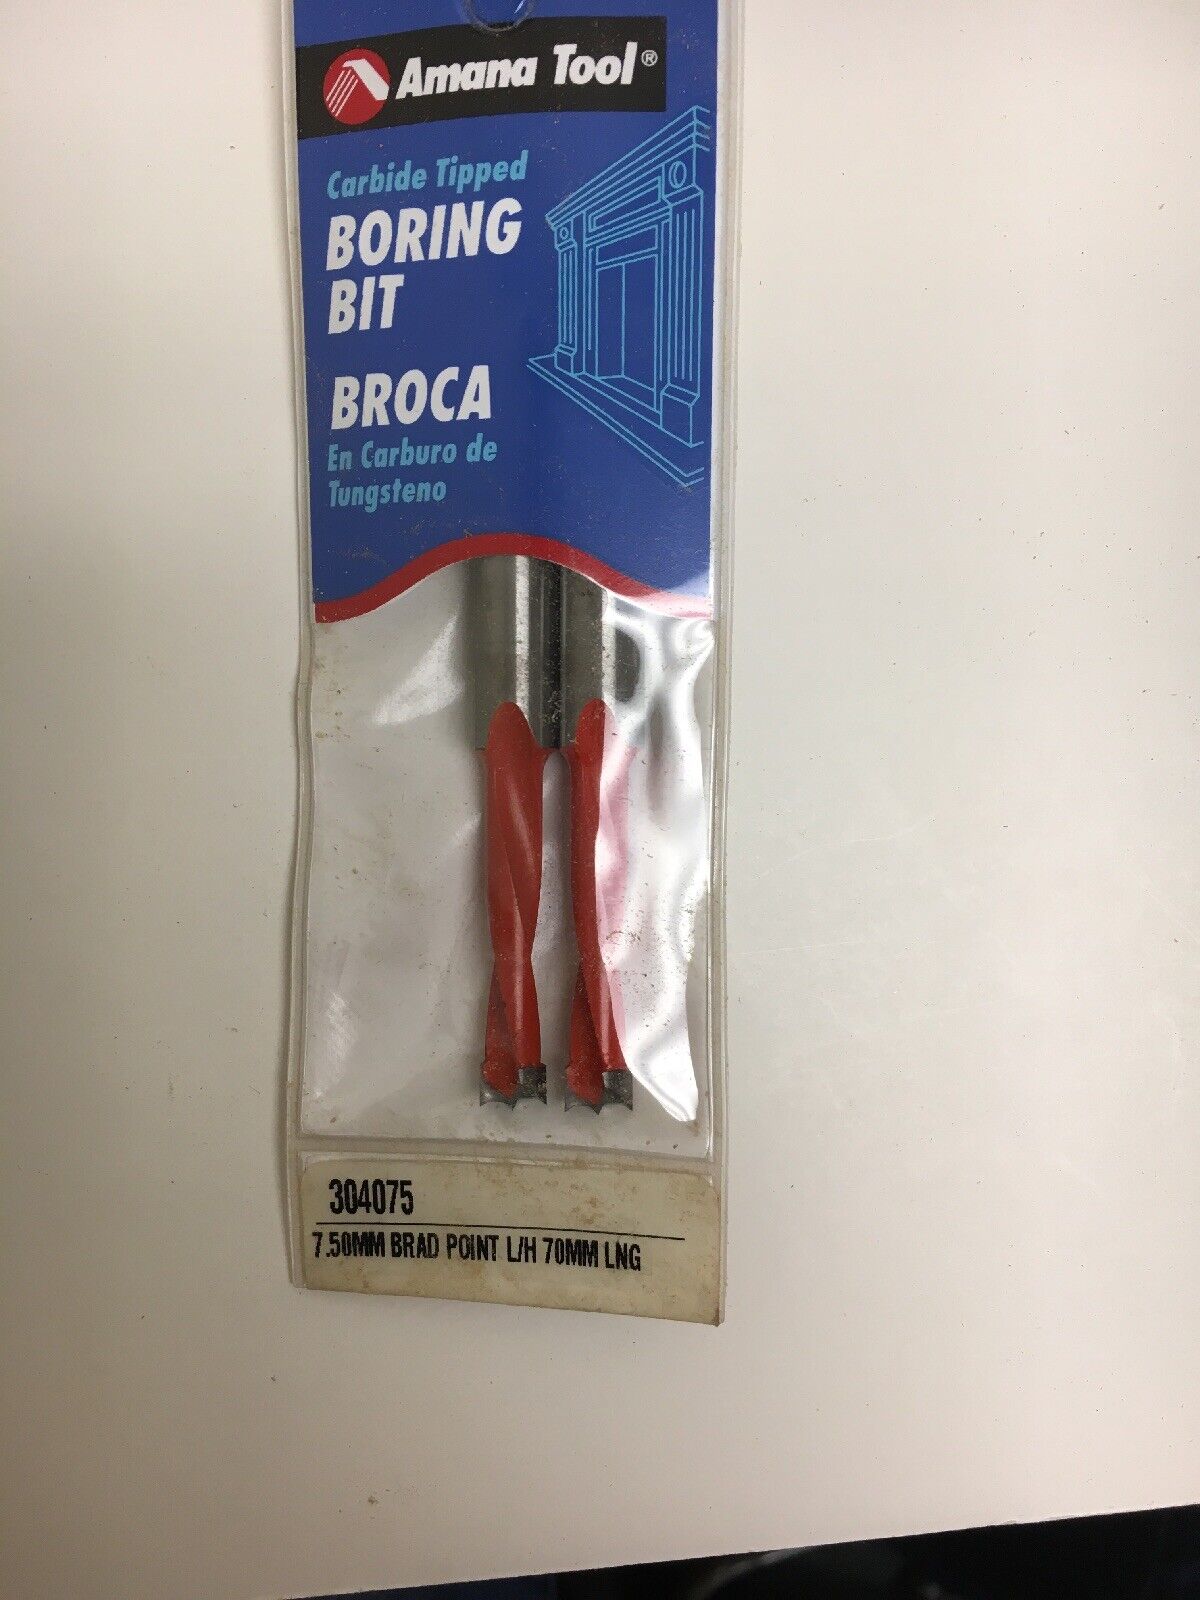 Amana Tool®
Carbide Tipped
BORING
BIT
BROCA
En Carburo de
Tungsteno
304075
7.50MM BRAD POINT L/H 70MM LNG